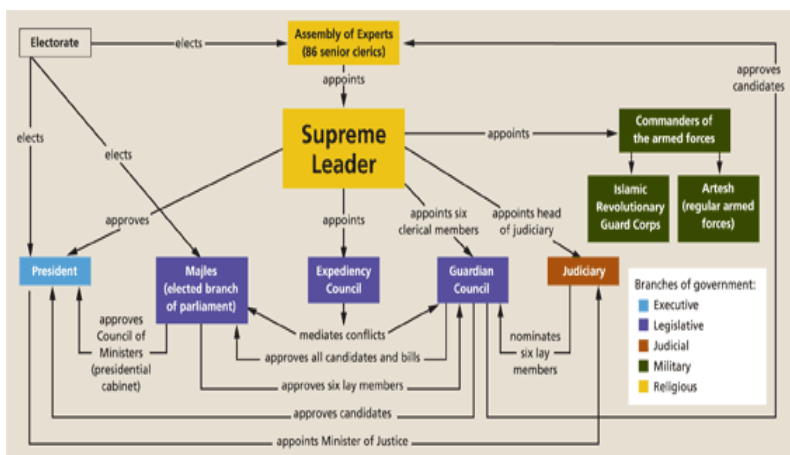 Electorate
elects
Assembly of Experts
(86 senior clerics)
approves
candidates
appoints
elects
elects
Supreme
Leader
appoints
Commanders of
the armed forces
Islamic
Revolutionary
Guard Corps
Artesh
(regular armed
forces)
approves
appoints
appoints six
clerical members
appoints head
of judiciary
President
Majles
(elected branch
of parliament)
Expediency
Council
Guardian
Council
Judiciary
Branches of government:
Executive
Legislative
Judicial
Military
Religious
approves
Council of
Ministers
(presidential
cabinet)
mediates conflicts
nominates
six lay
members
approves all candidates and bills
approves six lay members
approves candidates
appoints Minister of Justice